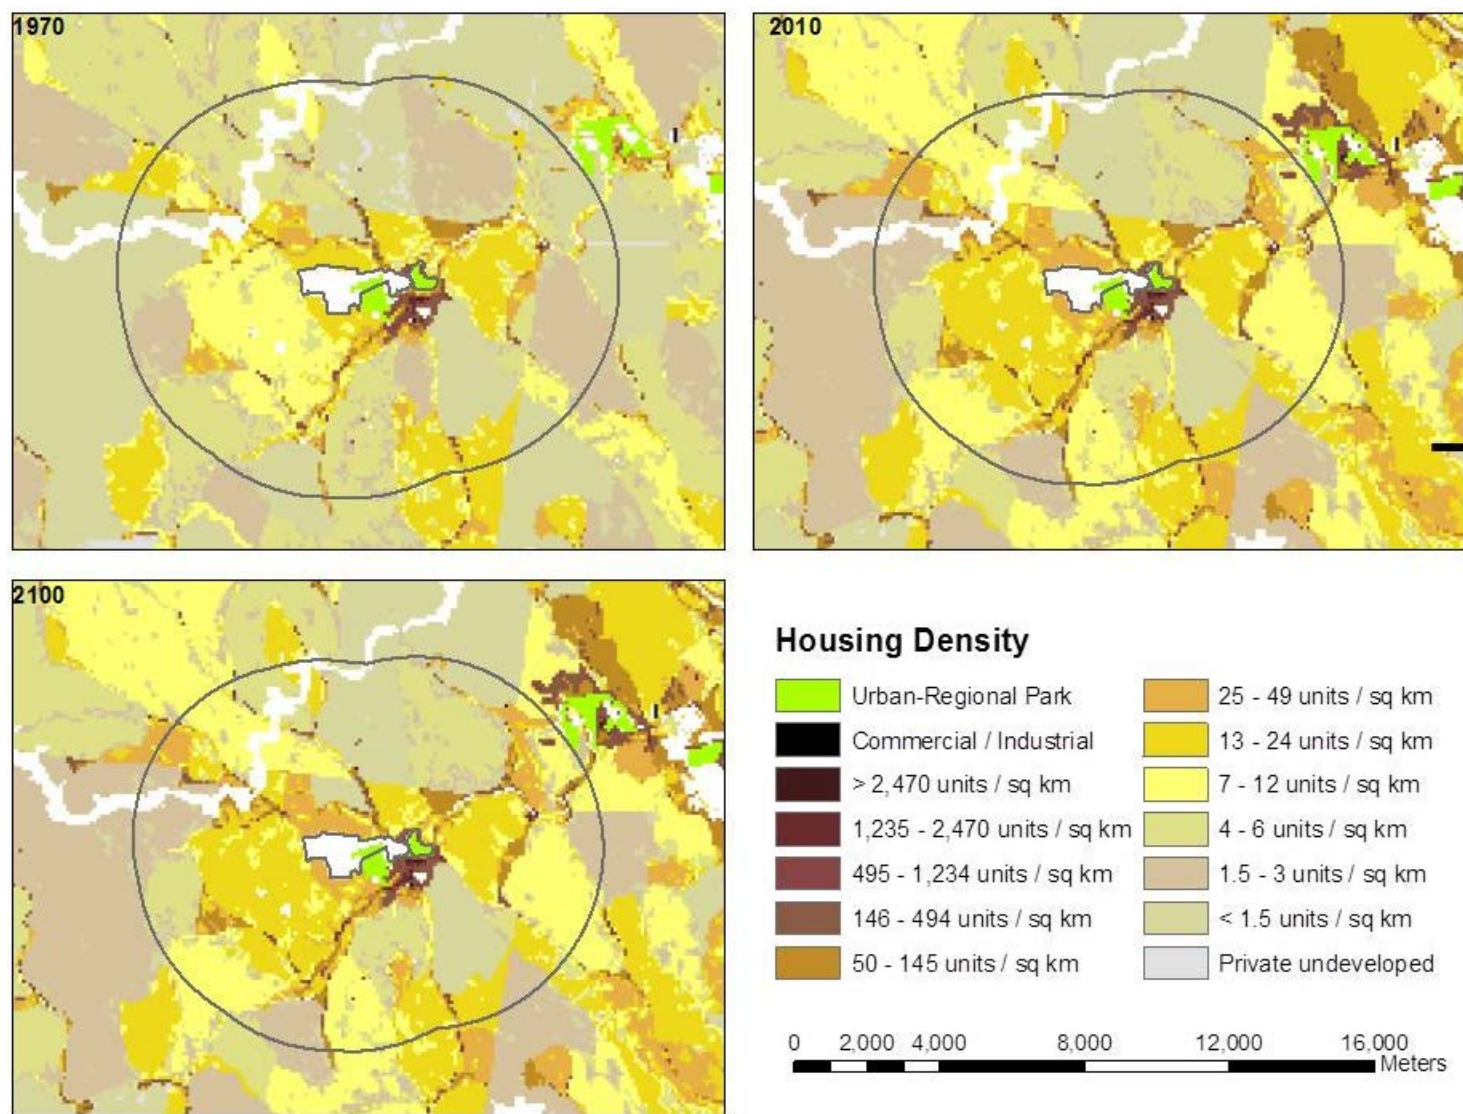 1970
2010
2100
Housing Density
Urban-Regional Park
Commercial / Industrial
> 2,470 units / sq km
1,235 - 2,470 units / sq km
495 - 1,234 units / sq km
146 - 494 units / sq km
50 - 145 units / sq km
25 - 49 units / sq km
13 - 24 units / sq km
7 - 12 units / sq km
4 - 6 units / sq km
1.5 - 3 units / sq km
< 1.5 units / sq km
Private undeveloped
0 2,000 4,000 8,000 12,000 16,000
Meters